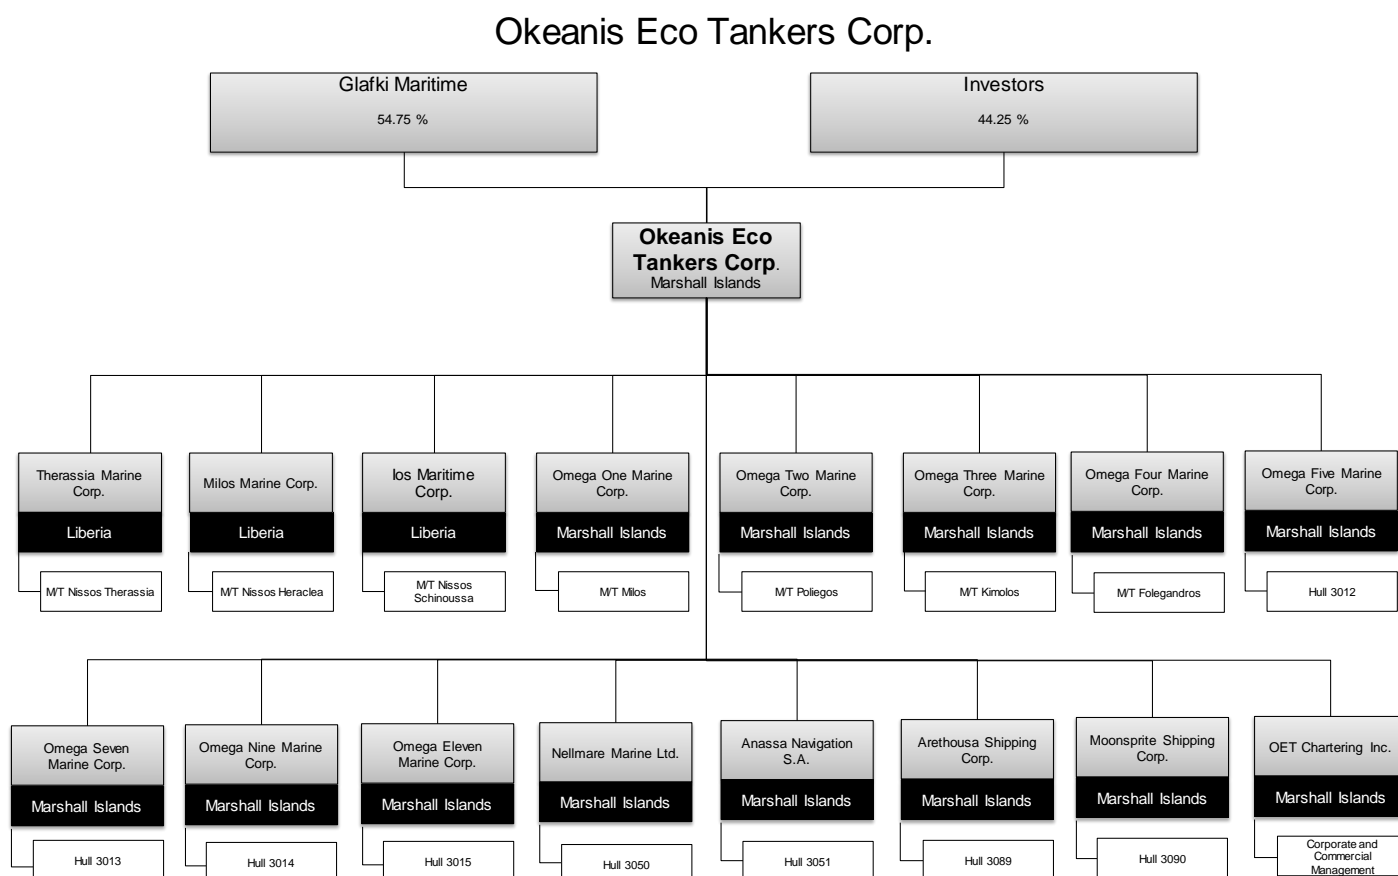 Okeanis Eco Tankers Corp.
Glafki Maritime
54.75 %
Investors
44.25 %
Okeanis Eco
Tankers Corp.
Marshall Islands
Therassia Marine
Corp.
Liberia
M/T Nissos Therassia
Milos Marine Corp.
Liberia
M/T Nissos Heraclea
Ios Maritime
Corp.
Liberia
M/T Nissos
Schinoussa
Omega One Marine
Corp.
Marshall Islands
M/T Milos
Omega Two Marine
Corp.
Marshall Islands
M/T Poliegos
Omega Three Marine
Corp.
Marshall Islands
M/T Kimolos
Omega Four Marine
Corp.
Marshall Islands
M/T Folegandros
Omega Five Marine
Corp.
Marshall Islands
Hull 3012
Omega Seven
Marine Corp.
Marshall Islands
Hull 3013
Omega Nine Marine
Corp.
Marshall Islands
Hull 3014
Omega Eleven
Marine Corp.
Marshall Islands
Hull 3015
Nellmare Marine Ltd.
Marshall Islands
Hull 3050
Anassa Navigation
S.A.
Marshall Islands
Hull 3051
Arethousa Shipping
Corp.
Marshall Islands
Hull 3089
Moonsprite Shipping
Corp.
Marshall Islands
Hull 3090
OET Chartering Inc.
Marshall Islands
Corporate and
Commercial
Management